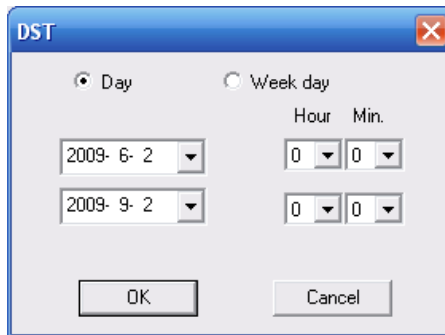 DST
Day Week day
Hour Min.
2009- 6- 2 0 0
2009- 9- 2 0 0
OK Cancel